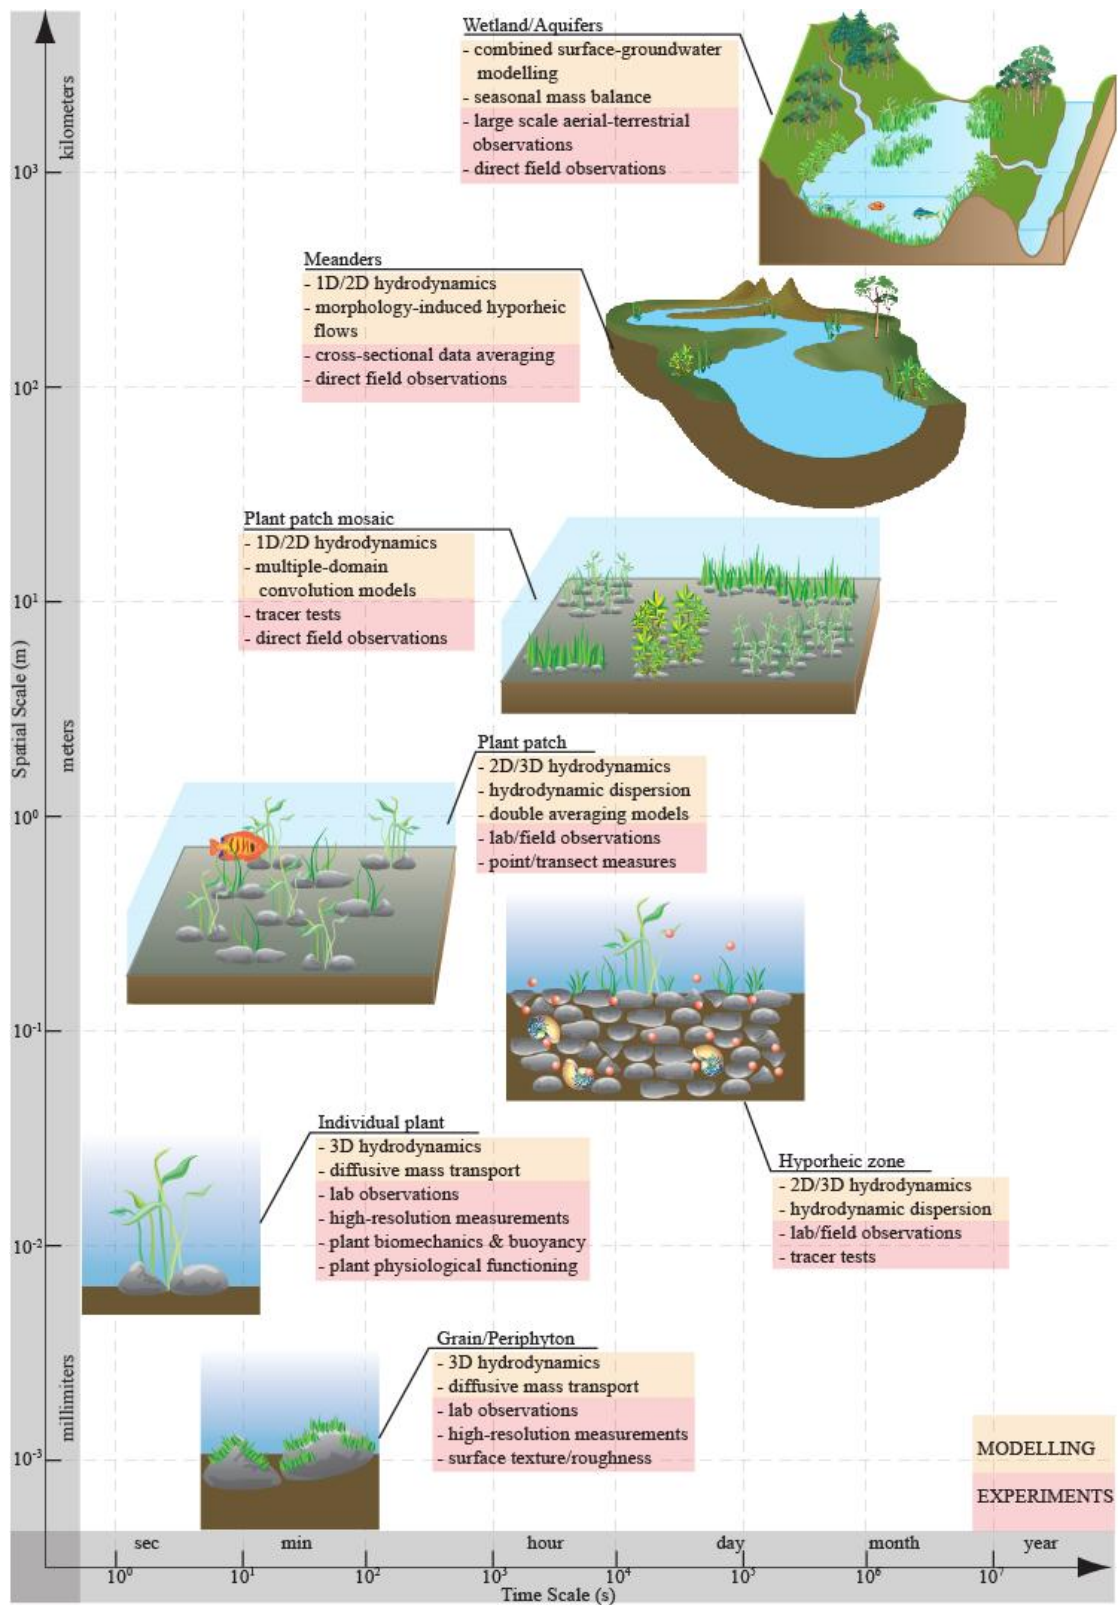 Wetland/Aquifers
- combined surface-groundwater
modelling
- seasonal mass balance
- large scale aerial-terrestrial
observations
- direct field observations
kilometers
10³
Meanders
- 1D/2D hydrodynamics
- morphology-induced hyporheic
flows
- cross-sectional data averaging
- direct field observations
10²
Plant patch mosaic
- 1D/2D hydrodynamics
- multiple-domain
convolution models
- tracer tests
- direct field observations
10¹
Spatial Scale (m)
meters
Plant patch
- 2D/3D hydrodynamics
- hydrodynamic dispersion
- double averaging models
- lab/field observations
- point/transect measures
10⁰
10⁻¹
Individual plant
- 3D hydrodynamics
- diffusive mass transport
- lab observations
- high-resolution measurements
- plant biomechanics & buoyancy
- plant physiological functioning
Hyporheic zone
- 2D/3D hydrodynamics
- hydrodynamic dispersion
- lab/field observations
- tracer tests
10⁻²
Grain/Periphyton
- 3D hydrodynamics
- diffusive mass transport
- lab observations
- high-resolution measurements
- surface texture/roughness
millimiters
10⁻³
MODELLING
EXPERIMENTS
sec min hour day month year
10⁰ 10¹ 10² 10³ 10⁴ 10⁵ 10⁶ 10⁷
Time Scale (s)